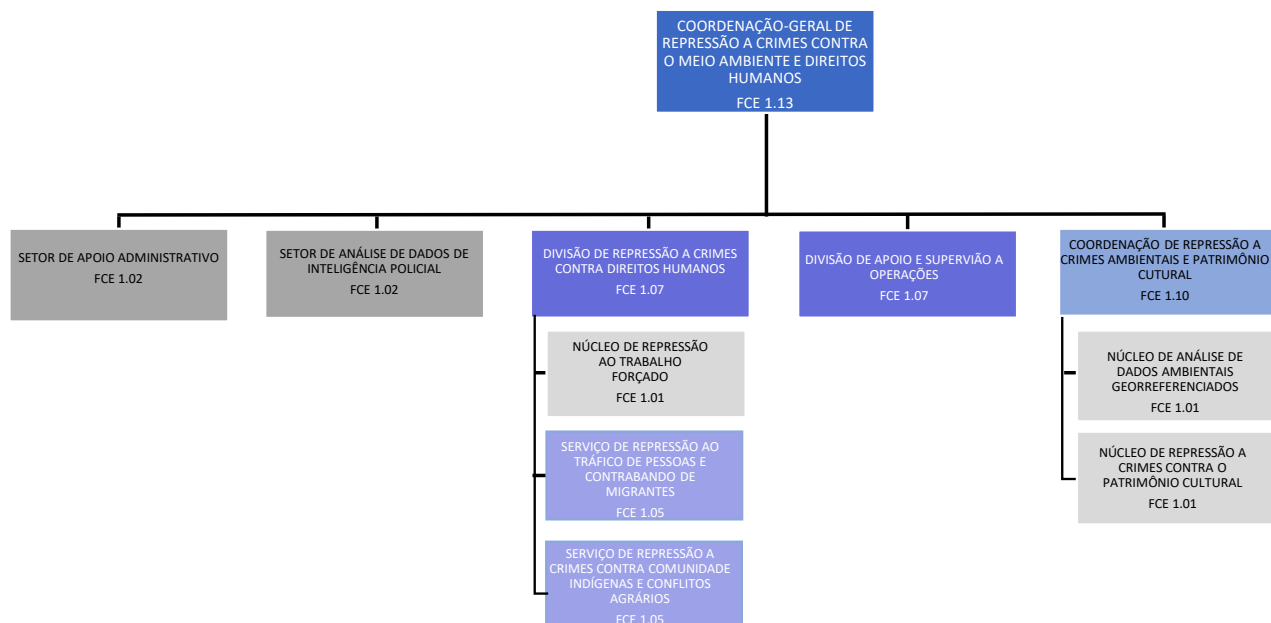 COORDENAÇÃO-GERAL DE
REPRESSÃO A CRIMES CONTRA
O MEIO AMBIENTE E DIREITOS
HUMANOS
FCE 1.13
SETOR DE APOIO ADMINISTRATIVO
FCE 1.02
SETOR DE ANÁLISE DE DADOS DE
INTELIGÊNCIA POLICIAL
FCE 1.02
DIVISÃO DE REPRESSÃO A CRIMES
CONTRA DIREITOS HUMANOS
FCE 1.07
DIVISÃO DE APOIO E SUPERVIÃO A
OPERAÇÕES
FCE 1.07
COORDENAÇÃO DE REPRESSÃO A
CRIMES AMBIENTAIS E PATRIMÔNIO
CUTURAL
FCE 1.10
NÚCLEO DE REPRESSÃO
AO TRABALHO
FORÇADO
FCE 1.01
SERVIÇO DE REPRESSÃO AO
TRÁFICO DE PESSOAS E
CONTRABANDO DE
MIGRANTES
FCE 1.05
SERVIÇO DE REPRESSÃO A
CRIMES CONTRA COMUNIDADE
INDÍGENAS E CONFLITOS
AGRÁRIOS
FCE 1.05
NÚCLEO DE ANÁLISE DE
DADOS AMBIENTAIS
GEORREFERENCIADOS
FCE 1.01
NÚCLEO DE REPRESSÃO A
CRIMES CONTRA O
PATRIMÔNIO CULTURAL
FCE 1.01